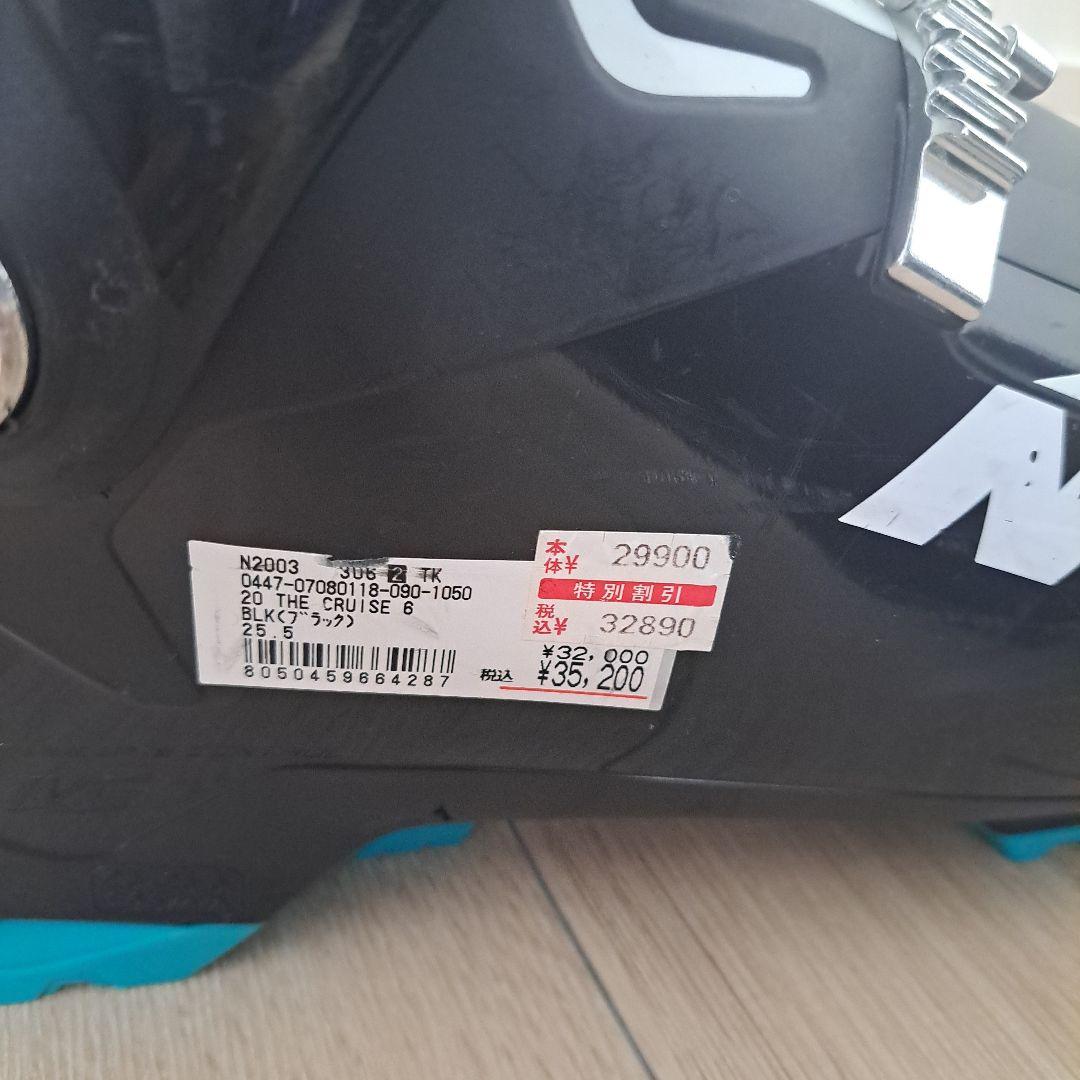 N2003 306 2 TK
0447-07080118-090-1050
20 THE CRUISE 6
BLK(ブラック)
25.5
8050459664287
本体¥ 29900
特別割引
税込¥ 32890
¥32,000
税込 ¥35,200
N